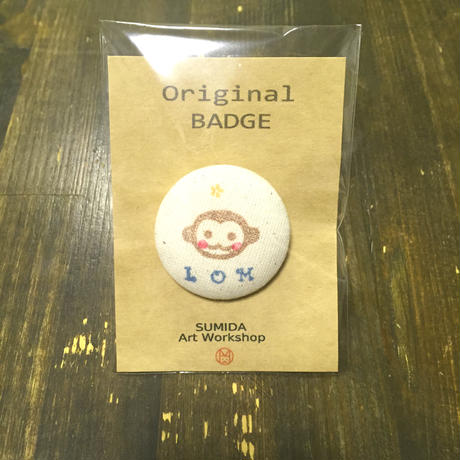 Original
BADGE
LOM
SUMIDA
Art Workshop